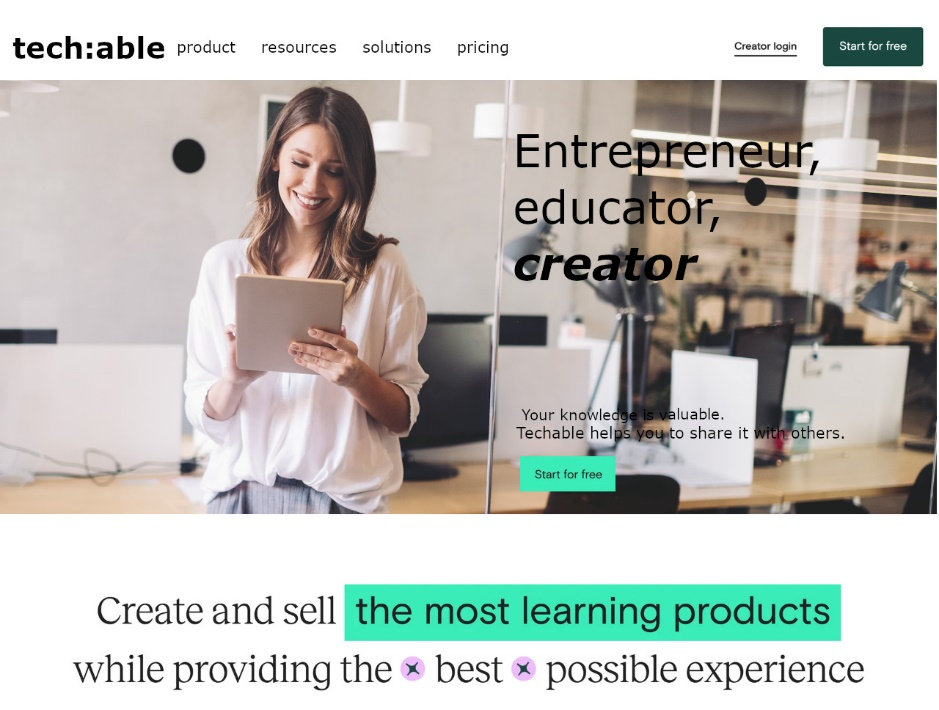 tech:able product resources solutions pricing Creator login Start for free
Entrepreneur,
educator,
creator
Your knowledge is valuable.
Techable helps you to share it with others.
Start for free
Create and sell the most learning products
while providing the best possible experience